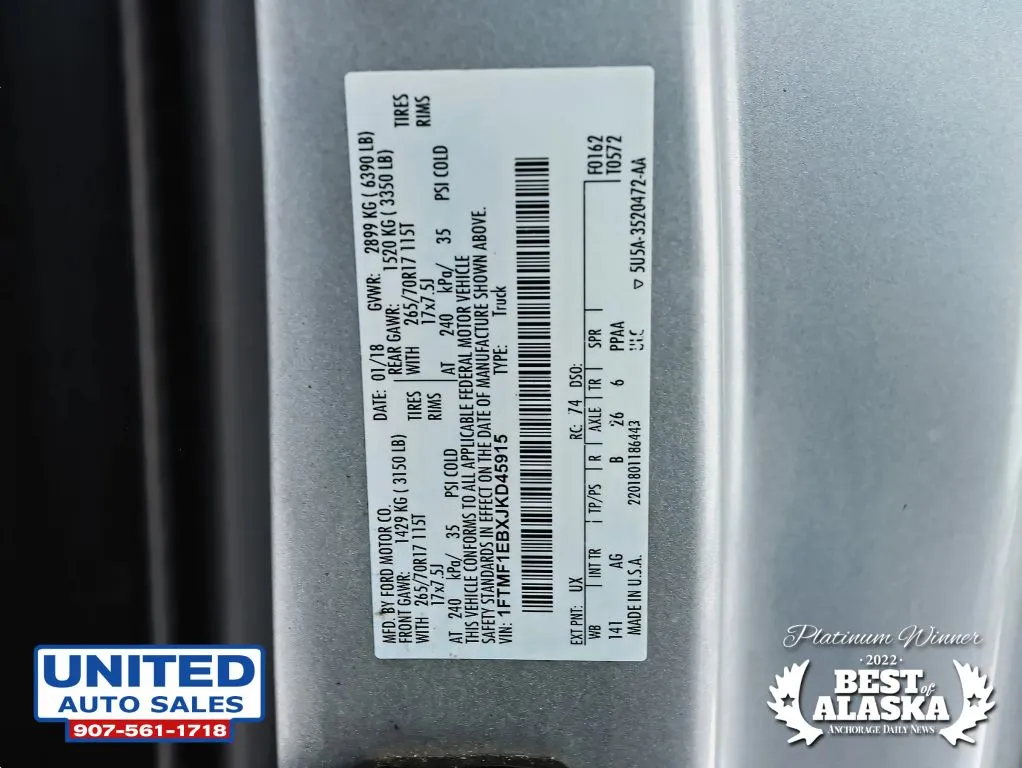 MFD. BY FORD MOTOR CO.
DATE: 01/18 GVWR: 2899 KG ( 6390 LB)
FRONT GAWR: 1429 KG ( 3150 LB)
REAR GAWR: 1520 KG ( 3350 LB)
WITH 265/70R17 115T TIRES
WITH 265/70R17 115T TIRES
17x7.5J RIMS
17x7.5J RIMS
AT 240 kPa/ 35 PSI COLD
AT 240 kPa/ 35 PSI COLD
THIS VEHICLE CONFORMS TO ALL APPLICABLE FEDERAL MOTOR VEHICLE
SAFETY STANDARDS IN EFFECT ON THE DATE OF MANUFACTURE SHOWN ABOVE.
VIN: 1FTMF1EBXJKD45915 TYPE: Truck
EXT PNT: UX RC: 74 DSO: F0162
T0572
WB INT TR TP/PS R AXLE TR SPR
141 AG B 26 6 PPAA
MADE IN U.S.A. 2201801186443
5U5A-3520472-AA
UNITED
AUTO SALES
907-561-1718
Platinum Winner
2022
BEST of
ALASKA
ANCHORAGE DAILY NEWS